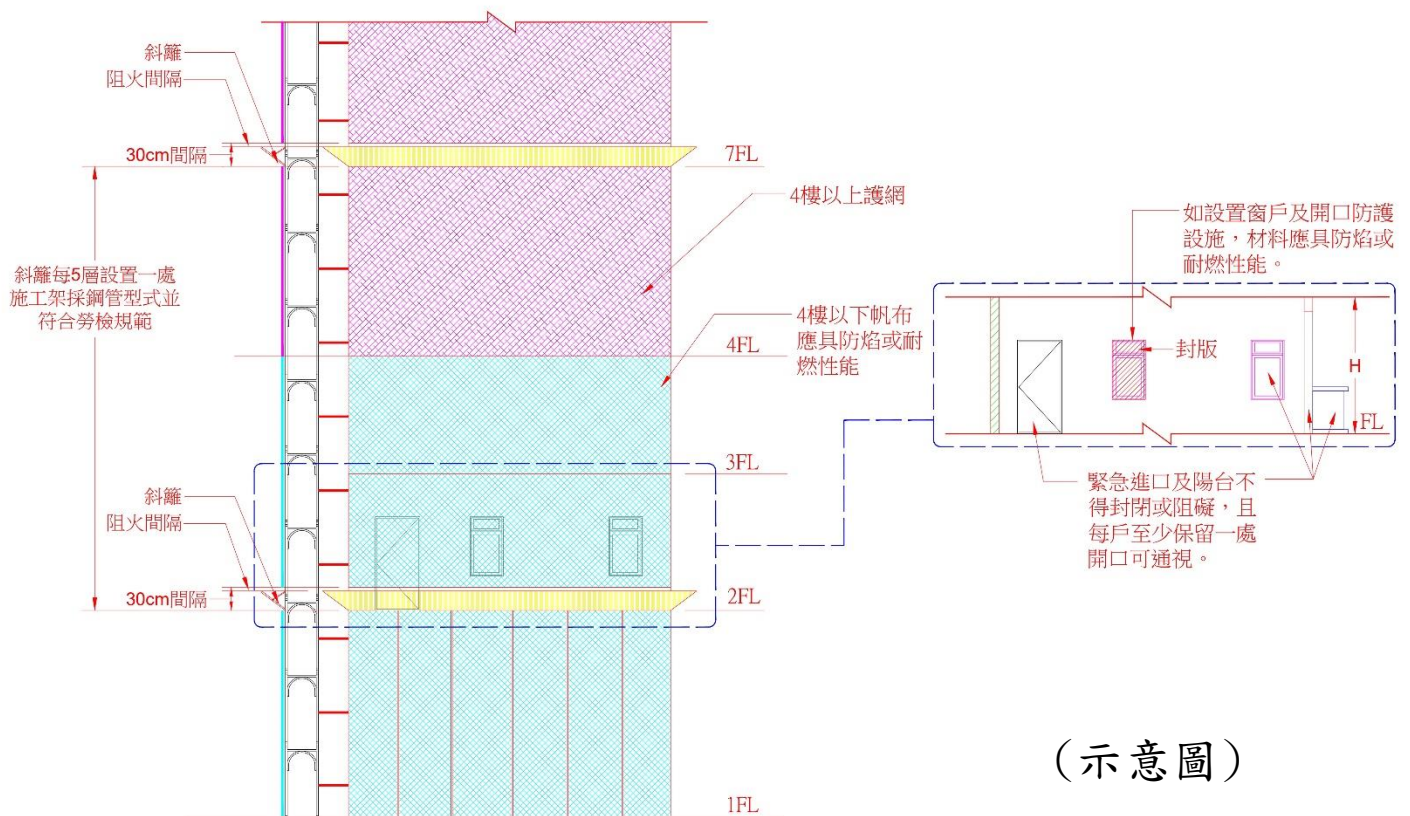 斜籬
阻火間隔
30cm間隔
7FL
4樓以上護網
斜籬每5層設置一處
施工架採鋼管型式並
符合勞檢規範
4樓以下帆布
應具防焰或耐
燃性能
4FL
3FL
斜籬
阻火間隔
30cm間隔
2FL
1FL
如設置窗戶及開口防護
設施，材料應具防焰或
耐燃性能。
封版
H
FL
緊急進口及陽台不
得封閉或阻礙，且
每戶至少保留一處
開口可通視。
（示意圖）